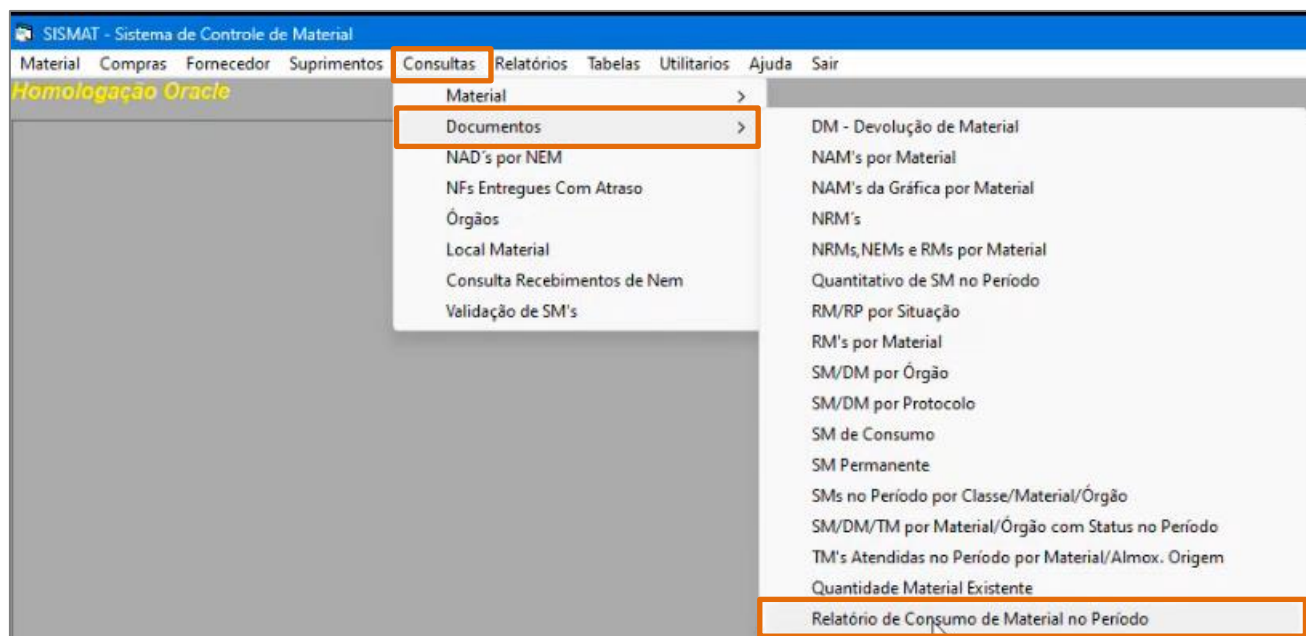 SISMAT - Sistema de Controle de Material
Material Compras Fornecedor Suprimentos Consultas Relatórios Tabelas Utilitarios Ajuda Sair
Homologação Oracle
Material >
Documentos >
NAD´s por NEM
NFs Entregues Com Atraso
Órgãos
Local Material
Consulta Recebimentos de Nem
Validação de SM's
DM - Devolução de Material
NAM's por Material
NAM's da Gráfica por Material
NRM´s
NRMs,NEMs e RMs por Material
Quantitativo de SM no Período
RM/RP por Situação
RM's por Material
SM/DM por Órgão
SM/DM por Protocolo
SM de Consumo
SM Permanente
SMs no Período por Classe/Material/Órgão
SM/DM/TM por Material/Órgão com Status no Período
TM's Atendidas no Período por Material/Almox. Origem
Quantidade Material Existente
Relatório de Consumo de Material no Período